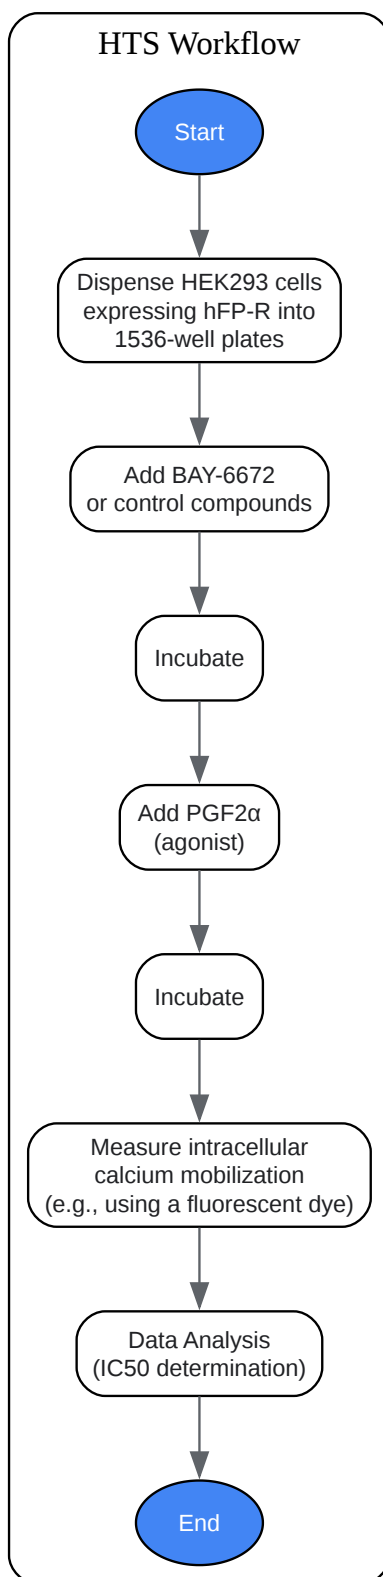 HTS Workflow
Start
Dispense HEK293 cells
expressing hFP-R into
1536-well plates
Add BAY-6672
or control compounds
Incubate
Add PGF2α
(agonist)
Incubate
Measure intracellular
calcium mobilization
(e.g., using a fluorescent dye)
Data Analysis
(IC50 determination)
End